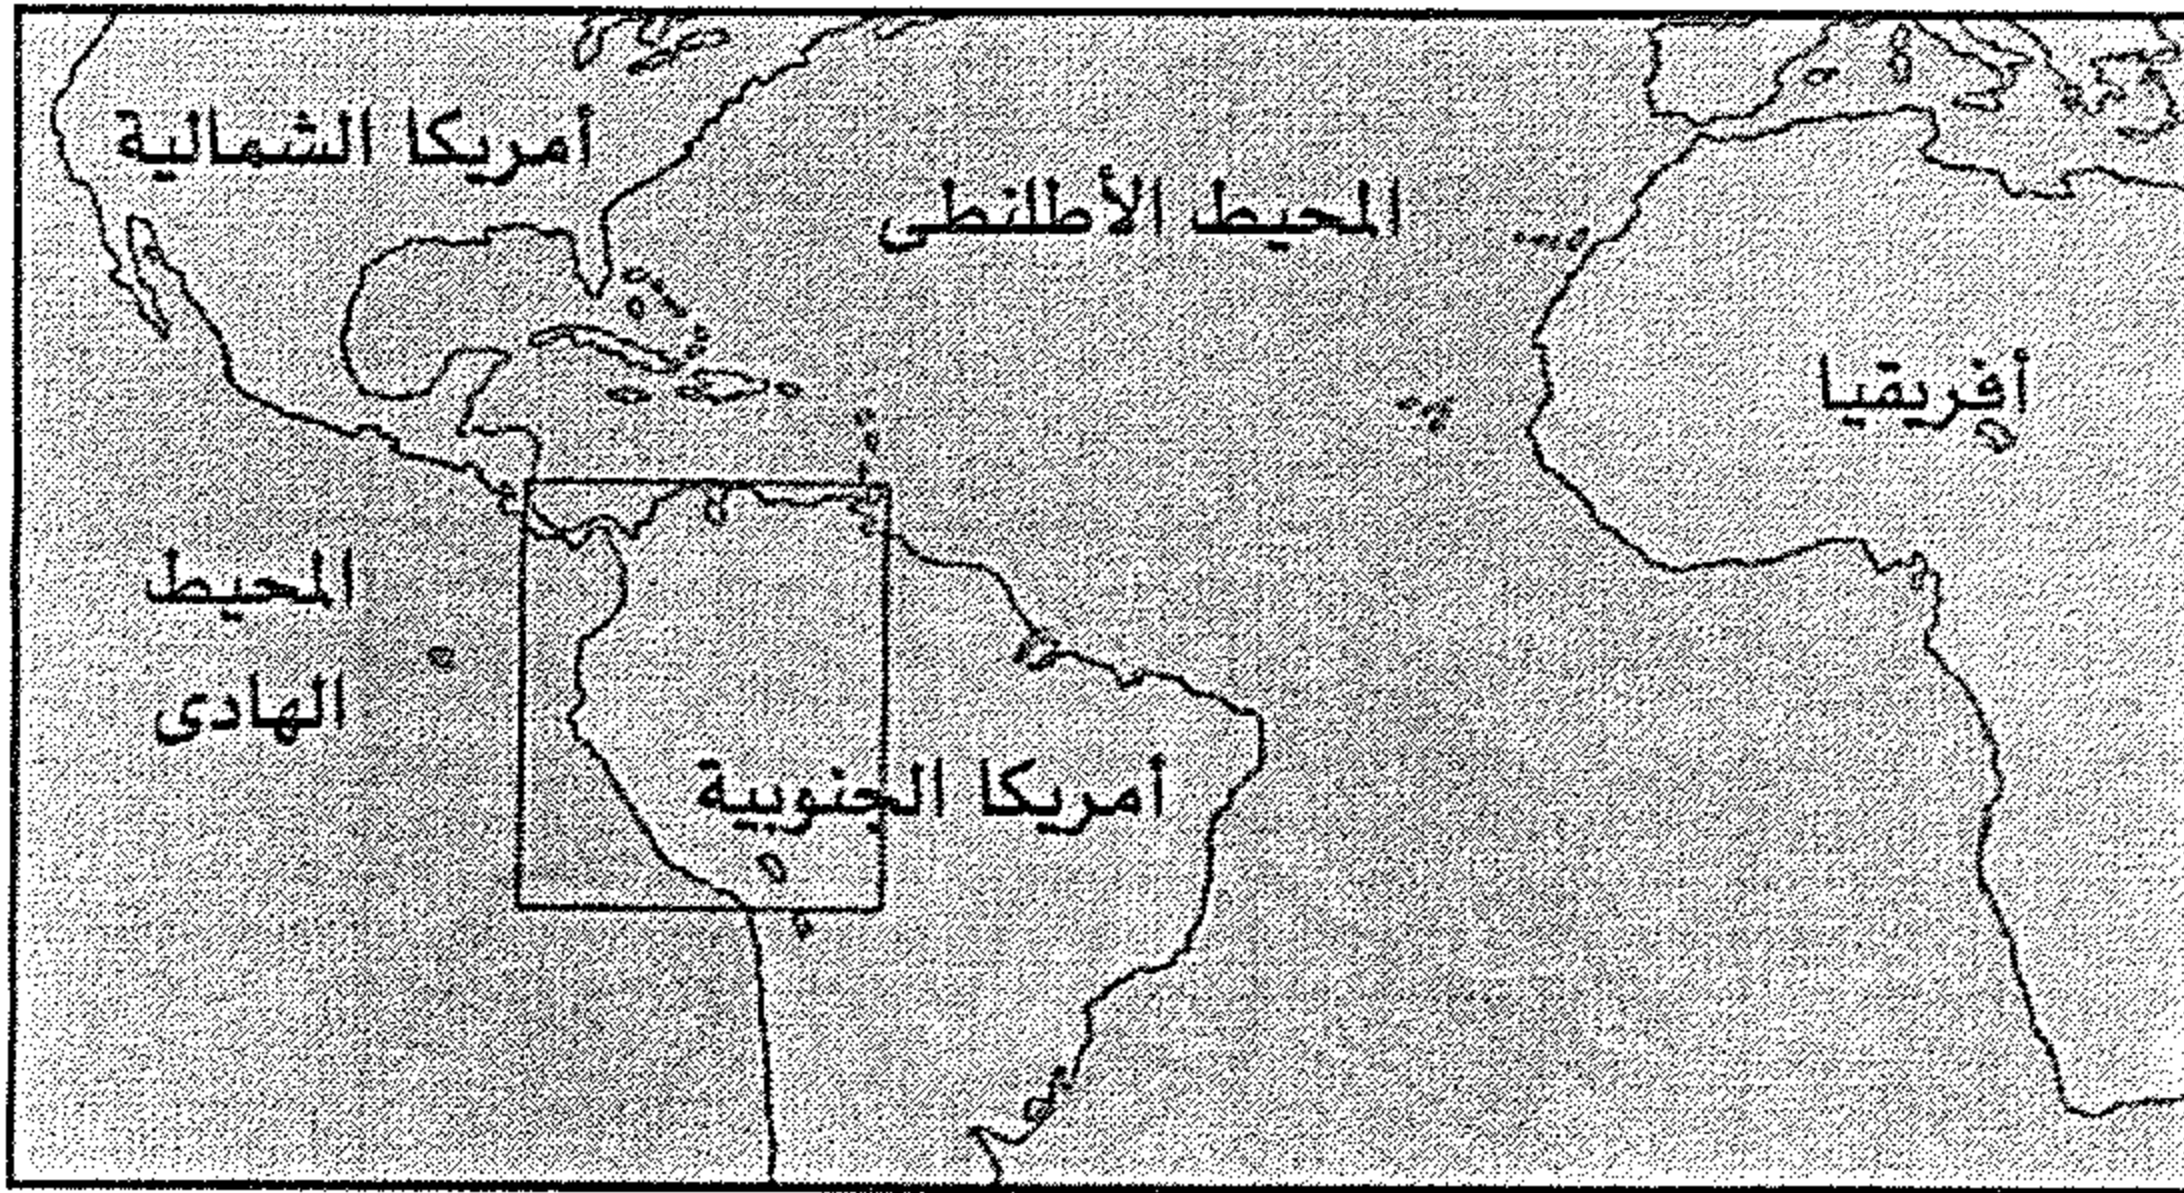 أمريكا الشمالية
المحيط الأطلنطى
أفريقيا
المحيط
الهادى
أمريكا الجنوبية